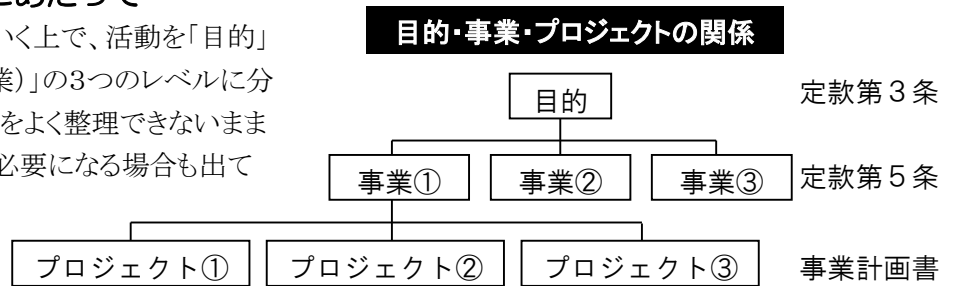 にあたって
いく上で、活動を「目的」
業）」の3つのレベルに分
をよく整理できないまま
必要になる場合も出て
目的・事業・プロジェクトの関係
目的
定款第３条
事業①
事業②
事業③
定款第５条
プロジェクト①
プロジェクト②
プロジェクト③
事業計画書